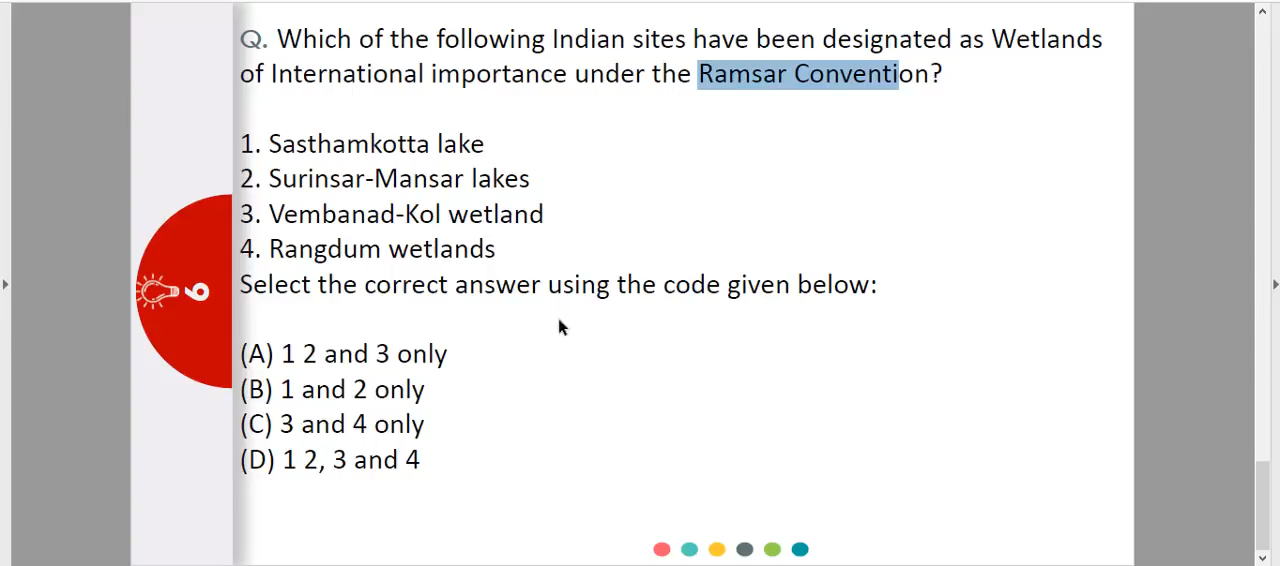 Q. Which of the following Indian sites have been designated as Wetlands
of International importance under the Ramsar Convention?
1. Sasthamkotta lake
2. Surinsar-Mansar lakes
3. Vembanad-Kol wetland
4. Rangdum wetlands
Select the correct answer using the code given below:
(A) 1 2 and 3 only
(B) 1 and 2 only
(C) 3 and 4 only
(D) 1 2, 3 and 4
6